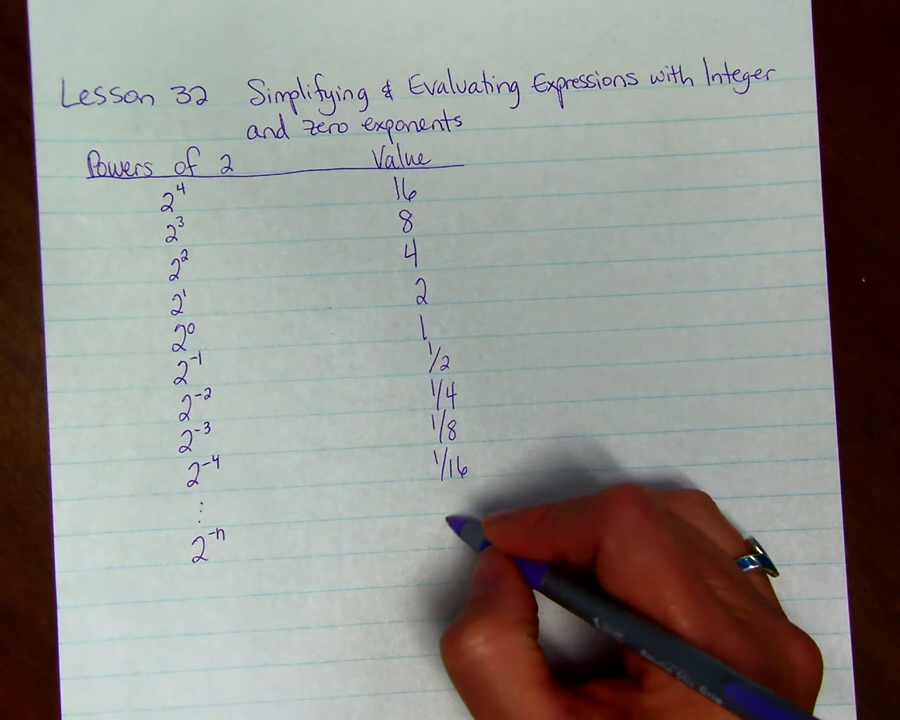 Lesson 32 Simplifying & Evaluating Expressions with Integer
and zero exponents
Powers of 2 Value
2⁴ 16
2³ 8
2² 4
2¹ 2
2⁰ 1
2⁻¹ 1/2
2⁻² 1/4
2⁻³ 1/8
2⁻⁴ 1/16
⋮
2⁻ⁿ